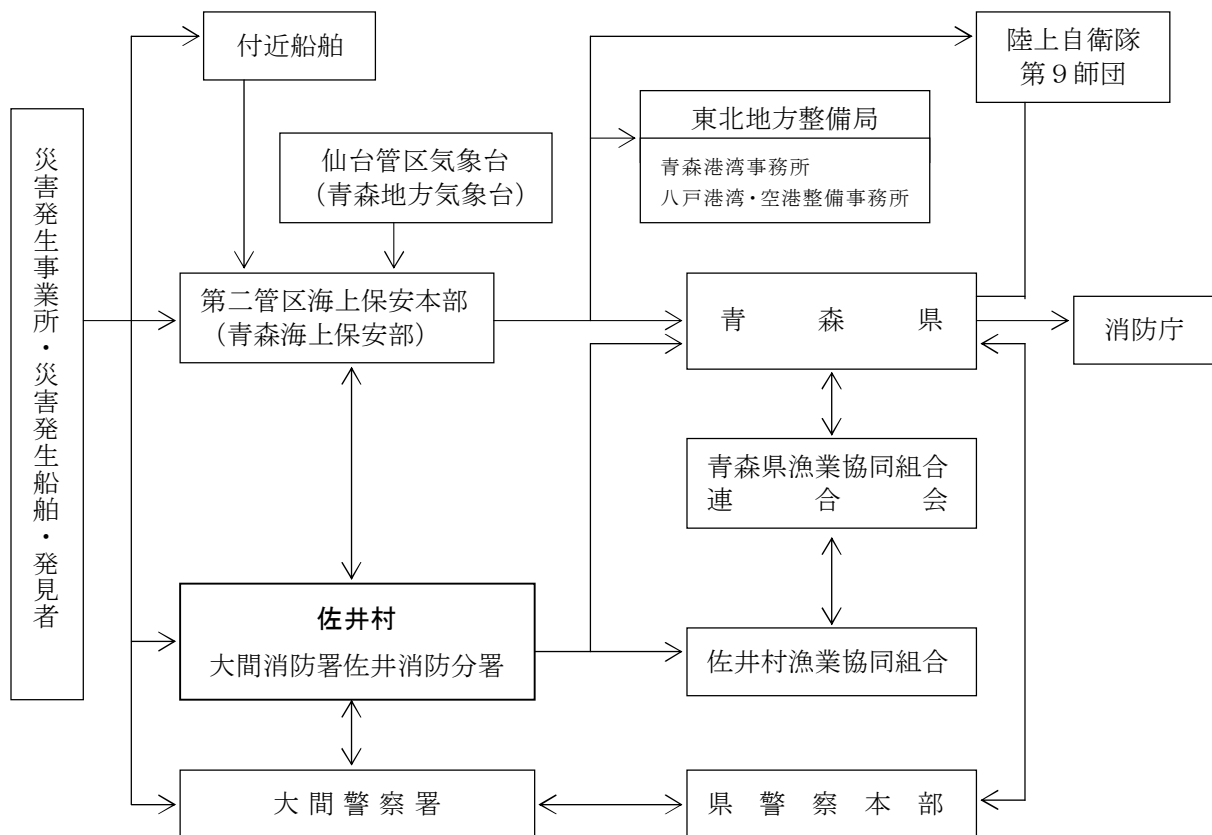 付近船舶
陸上自衛隊
第９師団
災害発生事業所・災害発生船舶・発見者
東北地方整備局
青森港湾事務所
八戸港湾・空港整備事務所
仙台管区気象台
（青森地方気象台）
第二管区海上保安本部
（青森海上保安部）
青森県
消防庁
青森県漁業協同組合
連合会
佐井村
大間消防署佐井消防分署
佐井村漁業協同組合
大間警察署
県警察本部